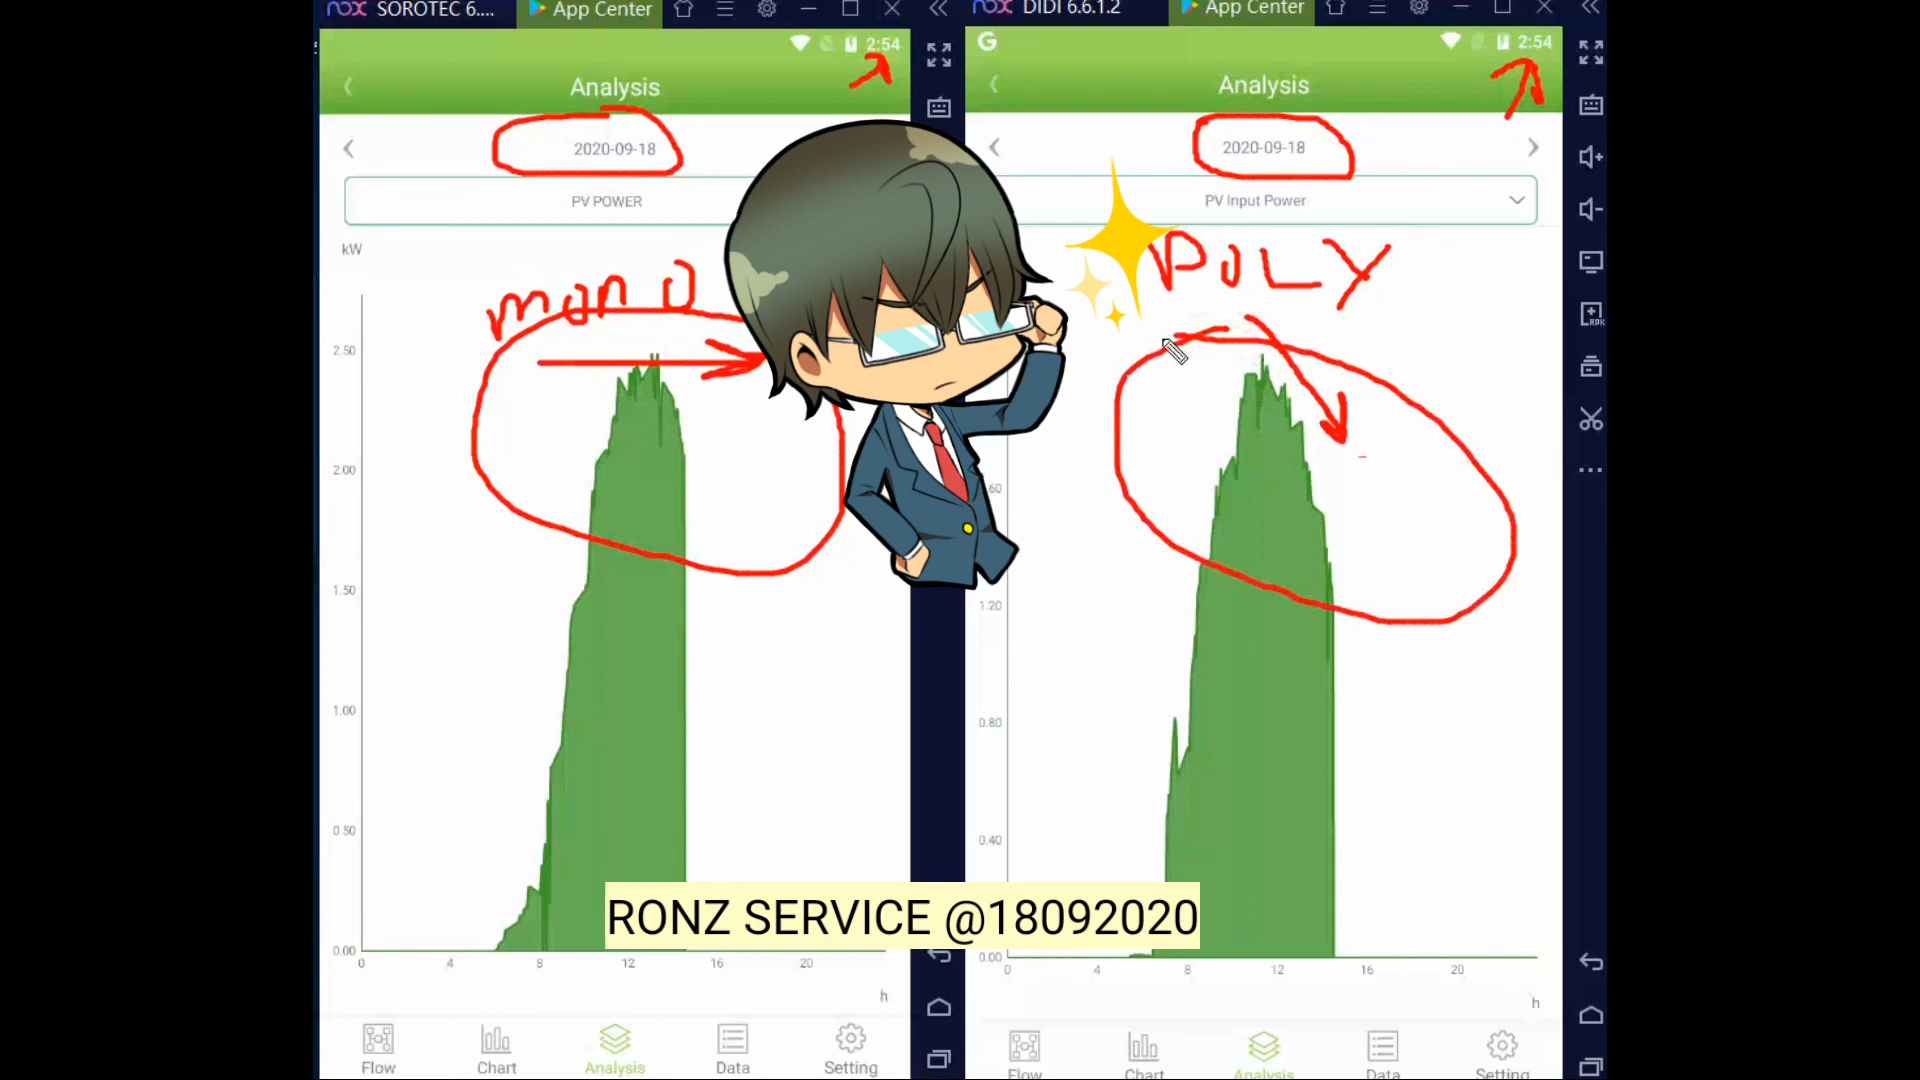 nox SOROTEC 6.... App Center
2:54
Analysis
2020-09-18
PV POWER
kW
mono
2.50
2.00
1.50
1.00
0.50
0.00
0 4 8 12 16 20
h
Flow Chart Analysis Data Setting
nox DIDI 6.6.1.2 App Center
G 2:54
Analysis
2020-09-18
PV Input Power
POLY
60
1.20
0.80
0.40
0.00
0 4 8 12 16 20
h
Flow Chart Analysis Data Setting
APK
RONZ SERVICE @18092020